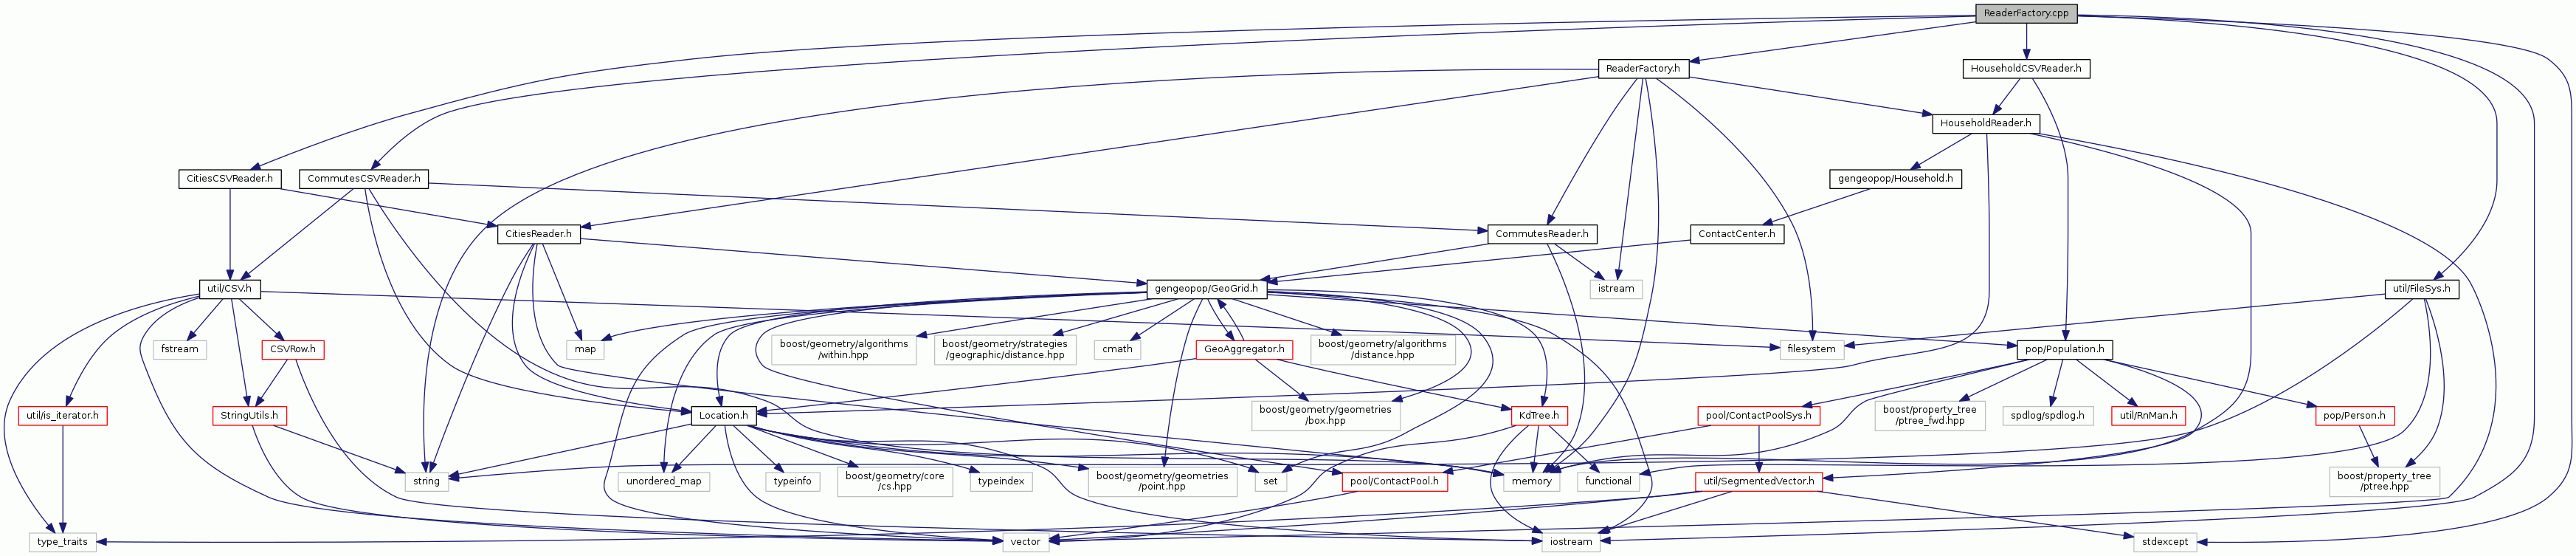 ReaderFactory.cpp
ReaderFactory.h
HouseholdCSVReader.h
HouseholdReader.h
CitiesCSVReader.h
CommutesCSVReader.h
gengeopop/Household.h
CitiesReader.h
CommutesReader.h
ContactCenter.h
util/CSV.h
gengeopop/GeoGrid.h
istream
util/FileSys.h
fstream
CSVRow.h
map
boost/geometry/algorithms
/within.hpp
boost/geometry/strategies
/geographic/distance.hpp
cmath
GeoAggregator.h
boost/geometry/algorithms
/distance.hpp
filesystem
pop/Population.h
util/is_iterator.h
StringUtils.h
Location.h
boost/geometry/geometries
/box.hpp
KdTree.h
pool/ContactPoolSys.h
boost/property_tree
/ptree_fwd.hpp
spdlog/spdlog.h
util/RnMan.h
pop/Person.h
string
unordered_map
typeinfo
boost/geometry/core
/cs.hpp
typeindex
boost/geometry/geometries
/point.hpp
set
pool/ContactPool.h
memory
functional
util/SegmentedVector.h
boost/property_tree
/ptree.hpp
type_traits
vector
iostream
stdexcept